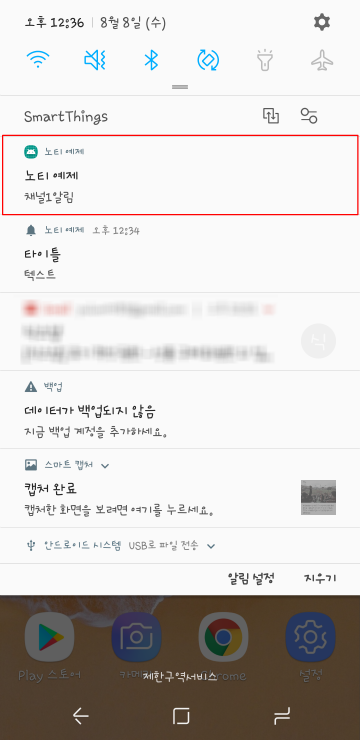 오후 12:36 | 8월 8일 (수)
SmartThings
노티 예제
노티 예제
채널1알림
노티 예제 오후 12:34
타이틀
텍스트
백업
데이터가 백업되지 않음
지금 백업 계정을 추가하세요.
스마트 캡처
캡처 완료
캡처한 화면을 보려면 여기를 누르세요.
안드로이드 시스템 USB로 파일 전송
알림 설정 지우기
Play 스토어 카메라 Chrome 설정
제한구역서비스